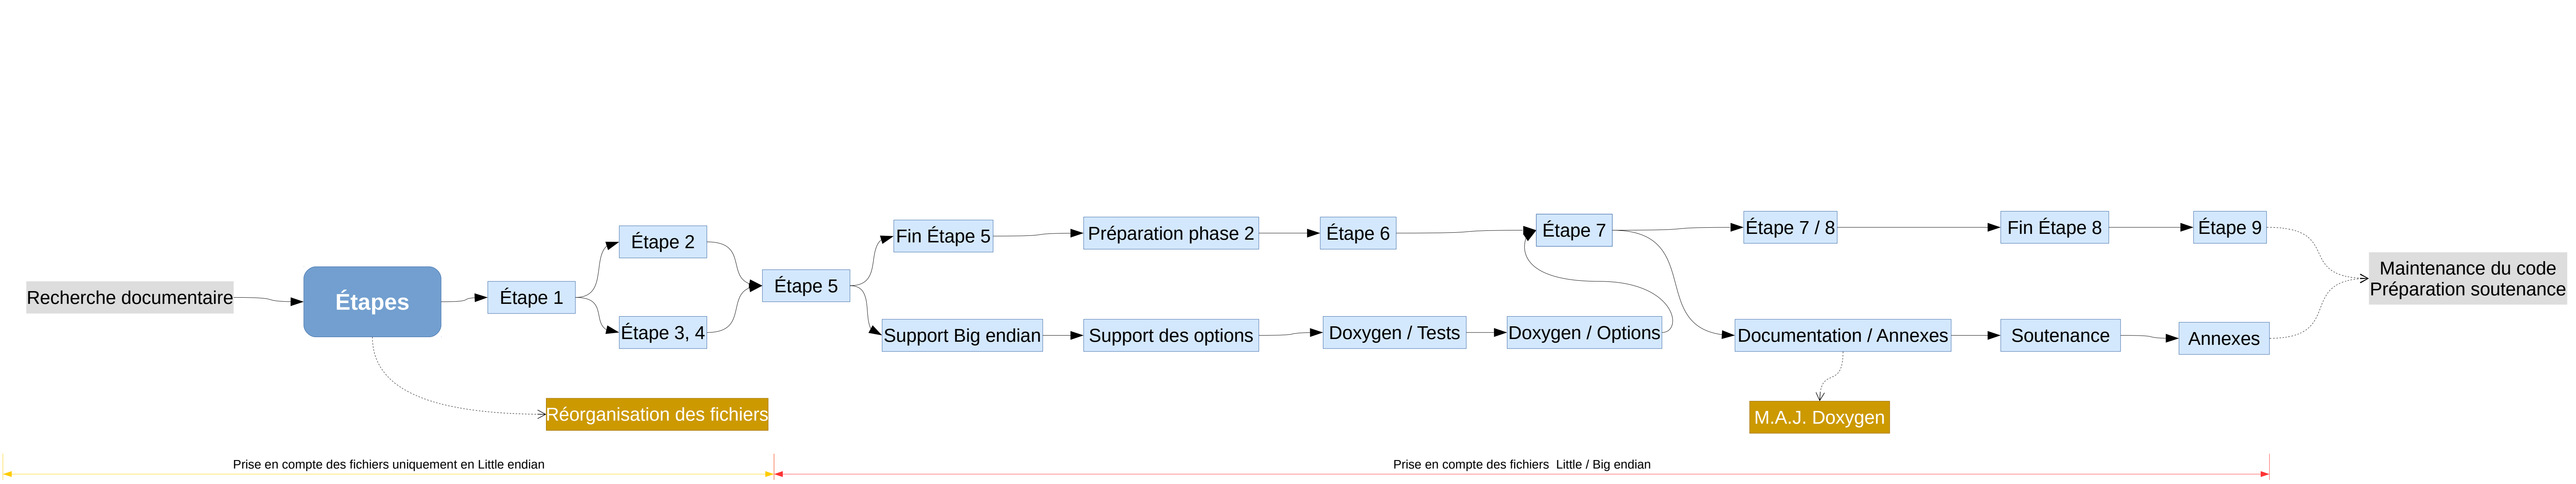 Recherche documentaire
Étapes
Étape 1
Étape 2
Étape 3, 4
Étape 5
Fin Étape 5
Support Big endian
Préparation phase 2
Support des options
Étape 6
Doxygen / Tests
Étape 7
Doxygen / Options
Étape 7 / 8
Documentation / Annexes
Fin Étape 8
Soutenance
Étape 9
Annexes
Maintenance du code
Préparation soutenance
Réorganisation des fichiers
M.A.J. Doxygen
Prise en compte des fichiers uniquement en Little endian
Prise en compte des fichiers  Little / Big endian